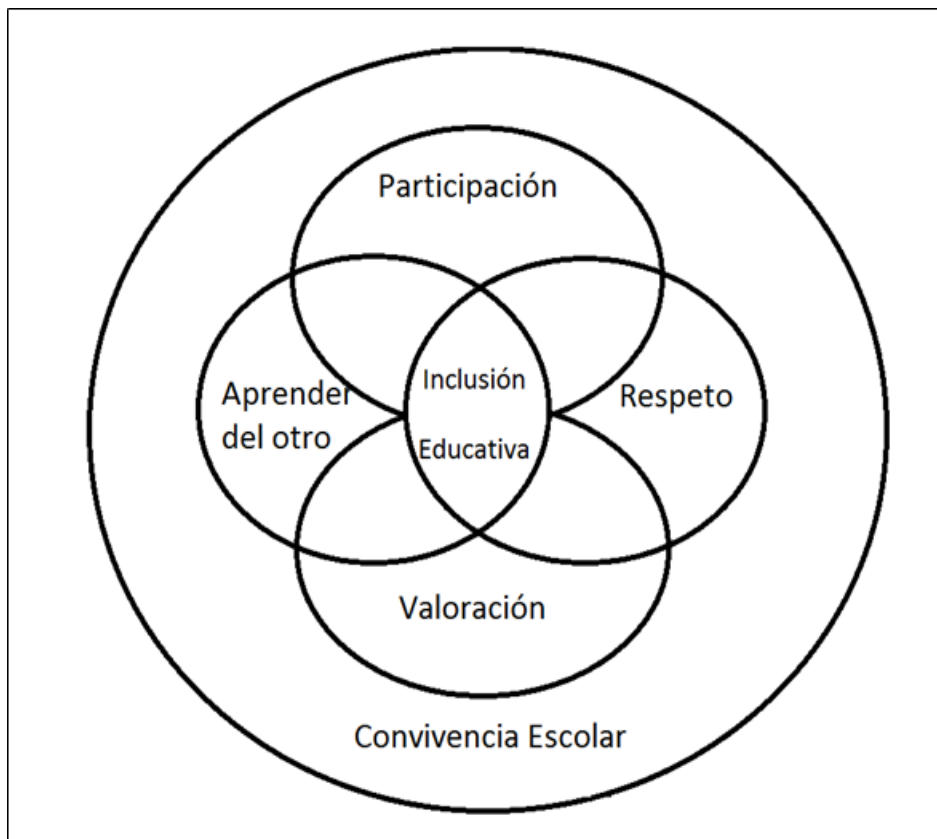 Participación
Aprender
del otro
Inclusión
Educativa
Respeto
Valoración
Convivencia Escolar